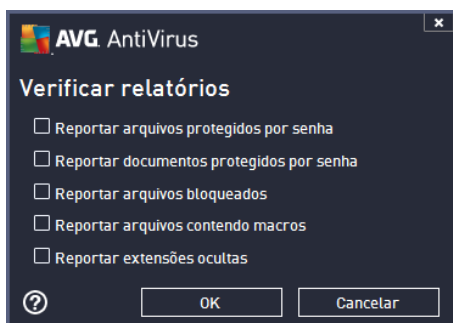 AVG AntiVirus
Verificar relatórios
Reportar arquivos protegidos por senha
Reportar documentos protegidos por senha
Reportar arquivos bloqueados
Reportar arquivos contendo macros
Reportar extensões ocultas
? OK Cancelar